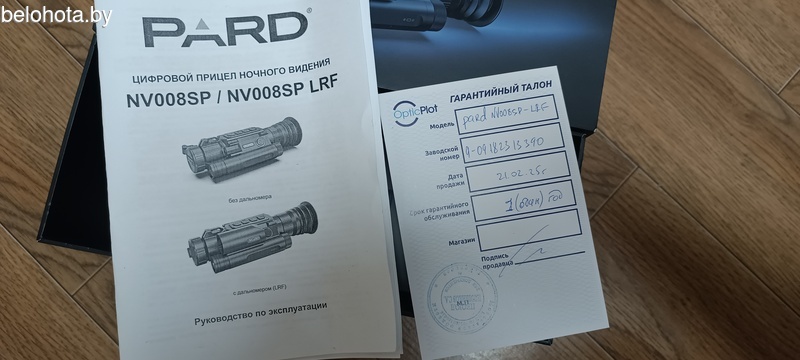 belohota.by
PARD®
ЦИФРОВОЙ ПРИЦЕЛ НОЧНОГО ВИДЕНИЯ
NV008SP / NV008SP LRF
без дальномера
с дальномером (LRF)
Руководство по эксплуатации
OpticPlot
ГАРАНТИЙНЫЙ ТАЛОН
Модель pard NV008SP-LRF
Заводской номер
Дата продажи 21.02.25г
Срок гарантийного обслуживания 1 (один) год
Магазин
Подпись продавца